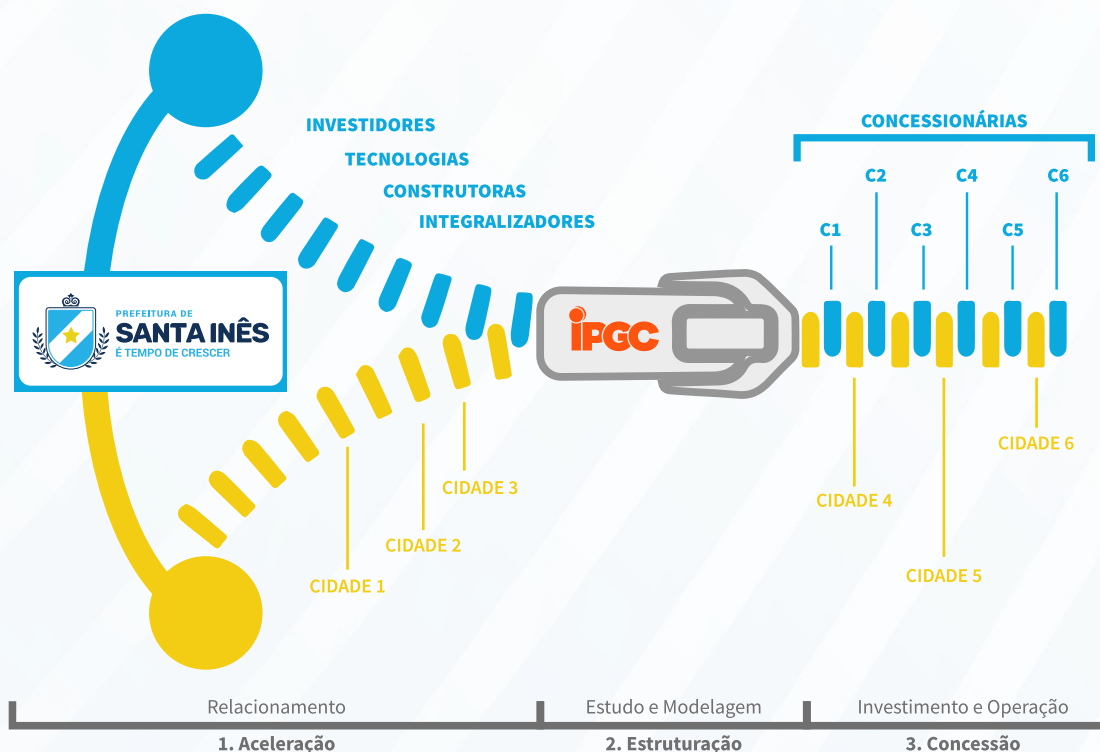 INVESTIDORES
TECNOLOGIAS
CONSTRUTORAS
INTEGRALIZADORES
CONCESSIONÁRIAS
C2
C4
C6
C1
C3
C5
PREFEITURA DE
SANTA INÊS
É TEMPO DE CRESCER
iPGC
CIDADE 3
CIDADE 2
CIDADE 1
CIDADE 6
CIDADE 4
CIDADE 5
Relacionamento
Estudo e Modelagem
Investimento e Operação
1. Aceleração
2. Estruturação
3. Concessão